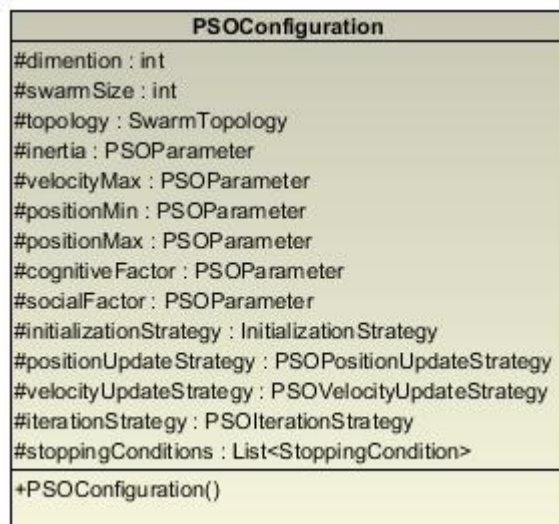 PSOConfiguration
#dimention : int
#swarmSize : int
#topology : SwarmTopology
#inertia : PSOParameter
#velocityMax : PSOParameter
#positionMin : PSOParameter
#positionMax : PSOParameter
#cognitiveFactor : PSOParameter
#socialFactor : PSOParameter
#initializationStrategy : InitializationStrategy
#positionUpdateStrategy : PSOPositionUpdateStrategy
#velocityUpdateStrategy : PSOVelocityUpdateStrategy
#iterationStrategy : PSOIterationStrategy
#stoppingConditions : List<StoppingCondition>
+PSOConfiguration()